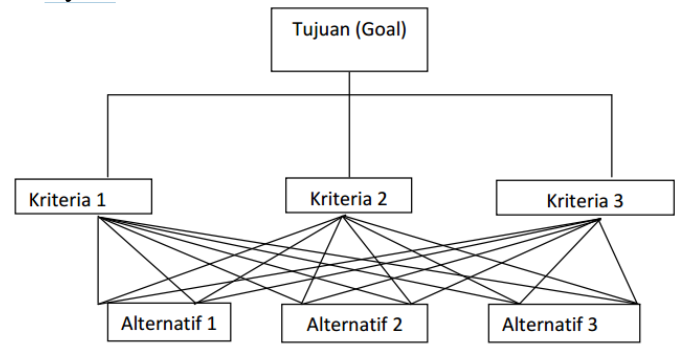 Tujuan (Goal)
Kriteria 1
Kriteria 2
Kriteria 3
Alternatif 1
Alternatif 2
Alternatif 3